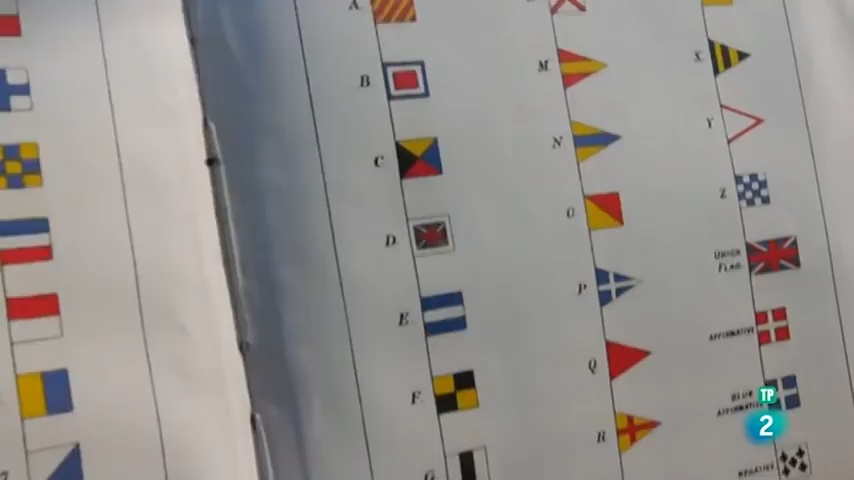 A.
B
C
D
E.
F.
G
M
N
O
P
Q
R
X
Y
Z
UNION
FLAG.
AFFIRMATIVE
BLUE
AFFIRMATIVE
NEGATIVE
TP
2